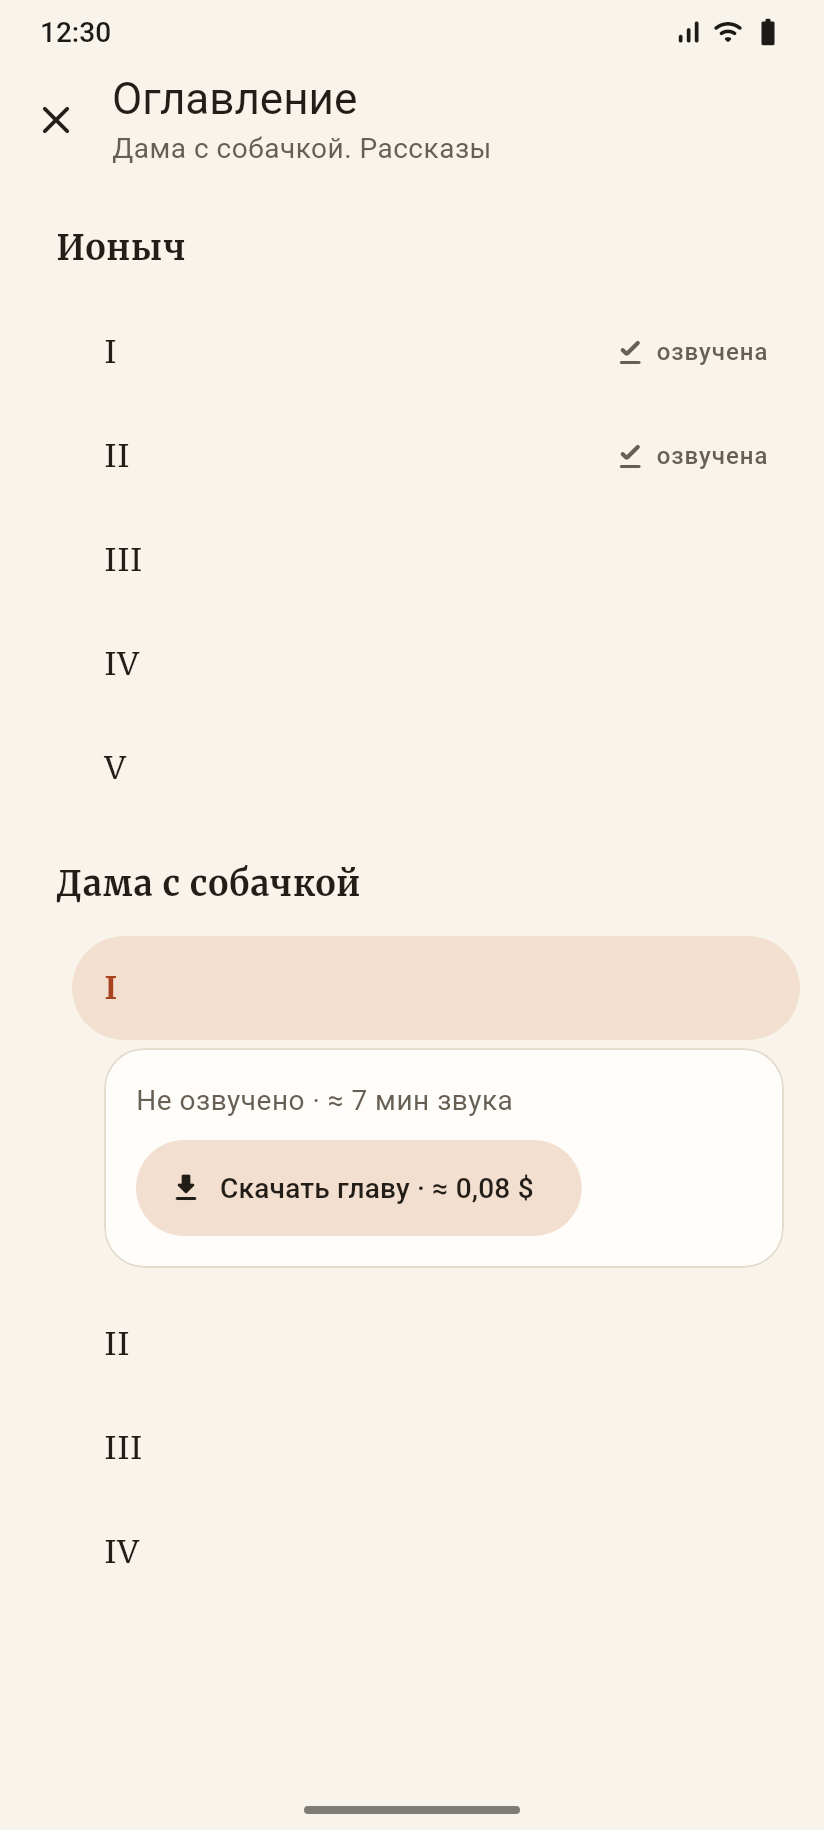 12:30
Оглавление
Дама с собачкой. Рассказы
Ионыч
I
озвучена
II
озвучена
III
IV
V
Дама с собачкой
I
Не озвучено · ≈ 7 мин звука
Скачать главу · ≈ 0,08 $
II
III
IV